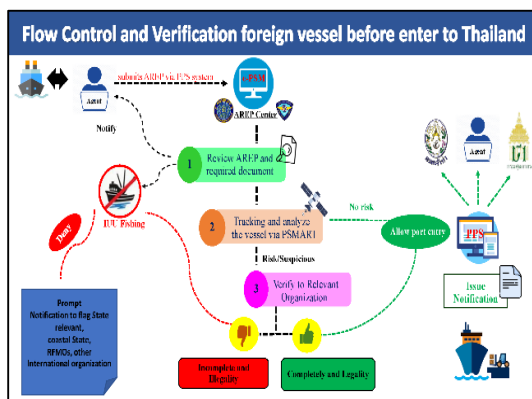 Flow Control and Verification foreign vessel before enter to Thailand
submits AREP via PPS system
e-PSM
Agent
AREP Center
Notify
1
Review AREP and
required document
IUU Fishing
Deny
2
Tracking and analyze
the vessel via PSMARI
No risk
Allow port entry
Risk/Suspicious
3
Verify to Relevant
Organization
Agent
PPS
Issue
Notification
Prompt
Notification to flag State
relevant,
coastal State,
RFMOs, other
International organization
Incomplete and
Illegality
Completely and Legality